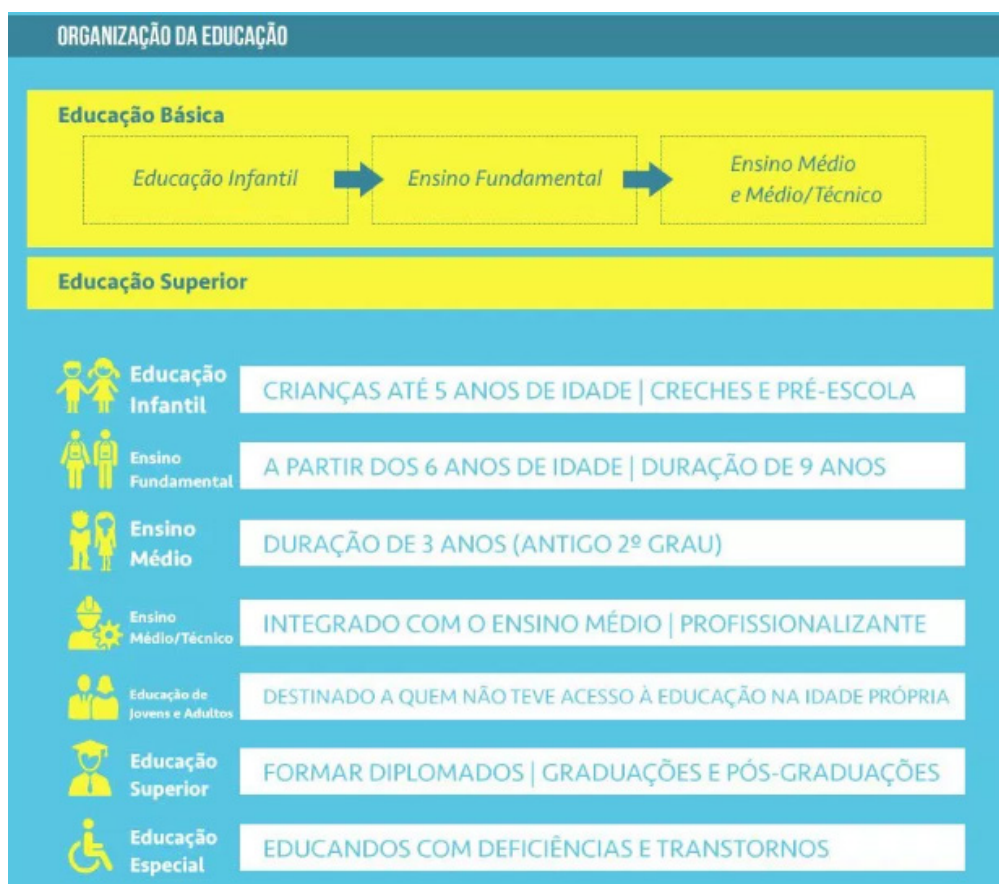 ORGANIZAÇÃO DA EDUCAÇÃO
Educação Básica
Educação Infantil
Ensino Fundamental
Ensino Médio
e Médio/Técnico
Educação Superior
Educação
Infantil
CRIANÇAS ATÉ 5 ANOS DE IDADE | CRECHES E PRÉ-ESCOLA
Ensino
Fundamental
A PARTIR DOS 6 ANOS DE IDADE | DURAÇÃO DE 9 ANOS
Ensino
Médio
DURAÇÃO DE 3 ANOS (ANTIGO 2º GRAU)
Ensino
Médio/Técnico
INTEGRADO COM O ENSINO MÉDIO | PROFISSIONALIZANTE
Educação de
Jovens e Adultos
DESTINADO A QUEM NÃO TEVE ACESSO À EDUCAÇÃO NA IDADE PRÓPRIA
Educação
Superior
FORMAR DIPLOMADOS | GRADUAÇÕES E PÓS-GRADUAÇÕES
Educação
Especial
EDUCANDOS COM DEFICIÊNCIAS E TRANSTORNOS